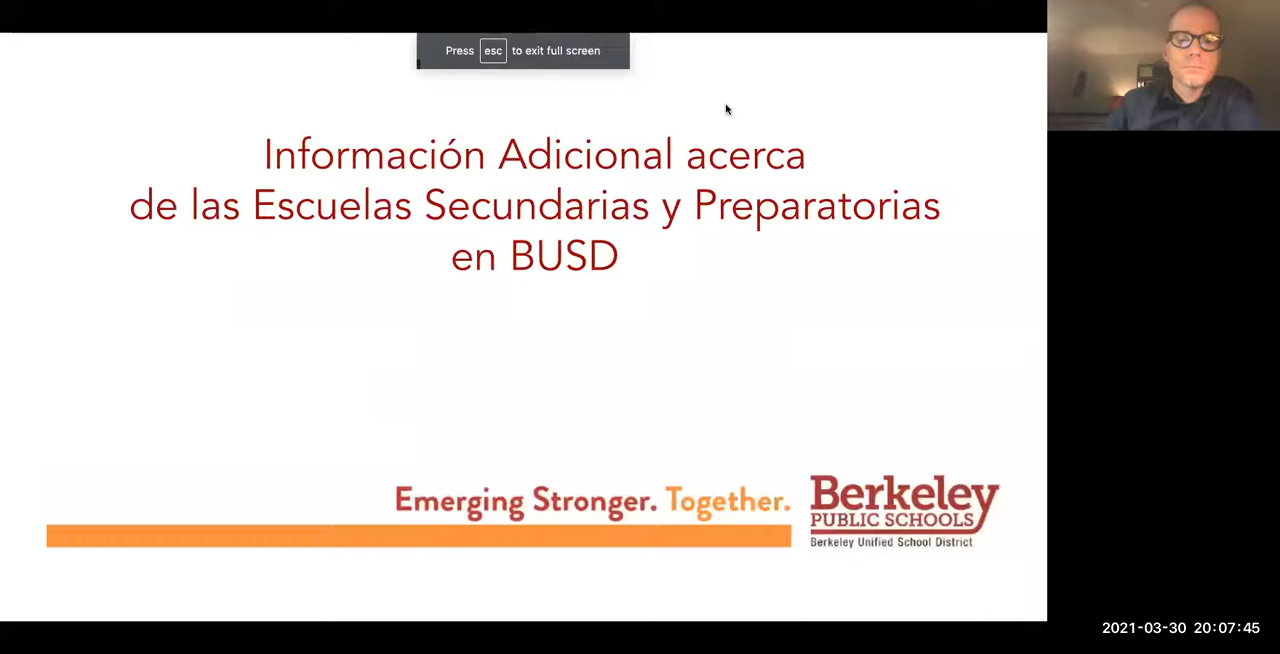 Press esc to exit full screen
Información Adicional acerca
de las Escuelas Secundarias y Preparatorias
en BUSD
Emerging Stronger. Together.
Berkeley
PUBLIC SCHOOLS
Berkeley Unified School District
2021-03-30 20:07:45